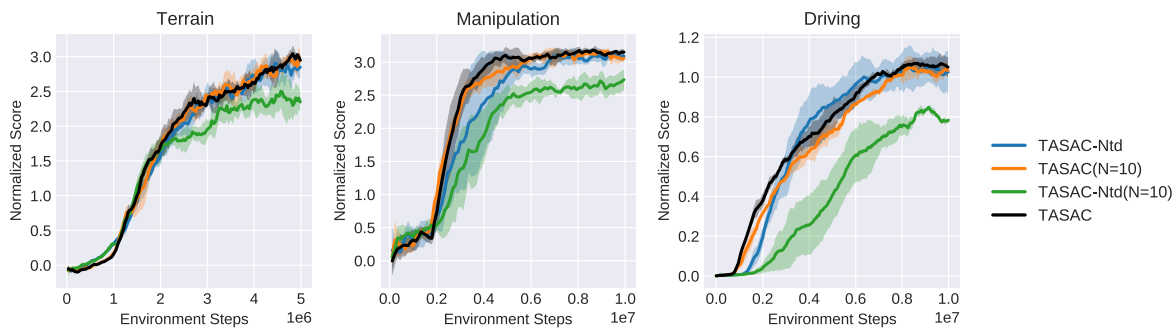 Terrain
Normalized Score
3.0
2.5
2.0
1.5
1.0
0.5
0.0
0 1 2 3 4 5
Environment Steps 1e6
Manipulation
Normalized Score
3.0
2.5
2.0
1.5
1.0
0.5
0.0
0.0 0.2 0.4 0.6 0.8 1.0
Environment Steps 1e7
Driving
Normalized Score
1.2
1.0
0.8
0.6
0.4
0.2
0.0
0.0 0.2 0.4 0.6 0.8 1.0
Environment Steps 1e7
TASAC-Ntd
TASAC(N=10)
TASAC-Ntd(N=10)
TASAC